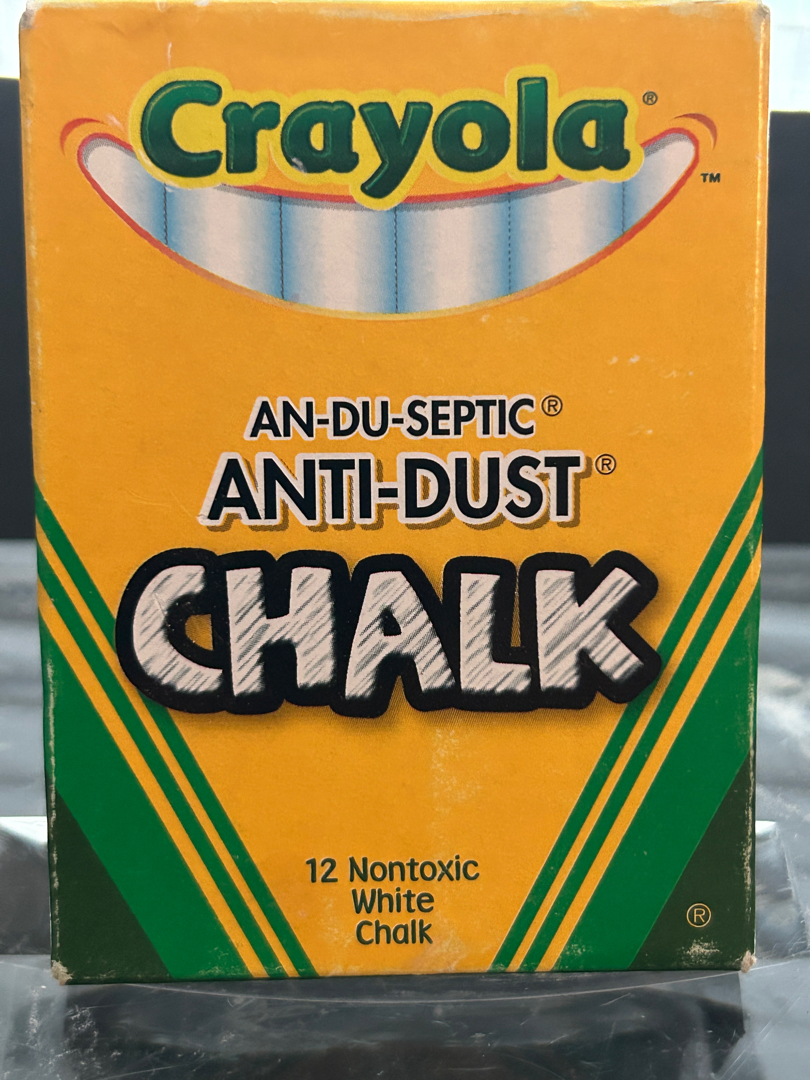 Crayola®
™
AN-DU-SEPTIC®
ANTI-DUST®
CHALK
12 Nontoxic
White
Chalk
®